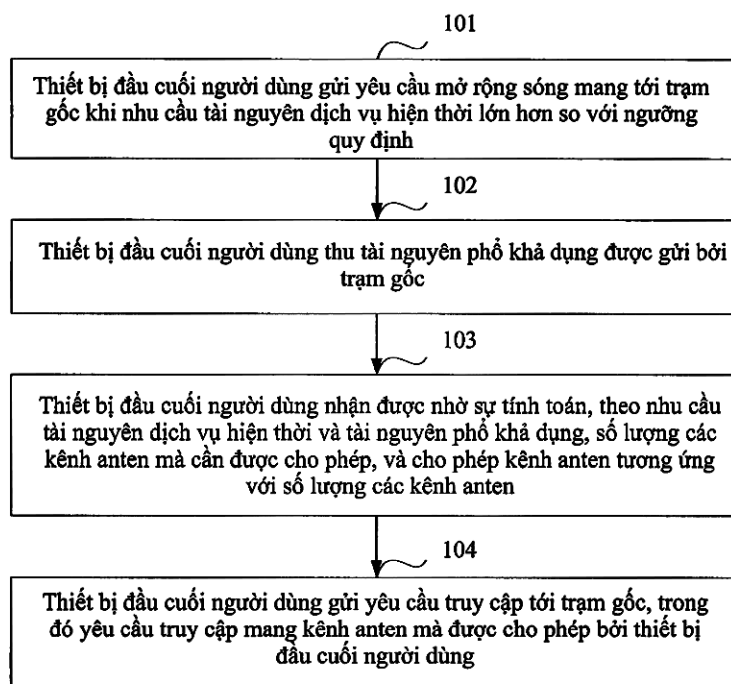 101
Thiết bị đầu cuối người dùng gửi yêu cầu mở rộng sóng mang tới trạm
gốc khi nhu cầu tài nguyên dịch vụ hiện thời lớn hơn so với ngưỡng
quy định
102
Thiết bị đầu cuối người dùng thu tài nguyên phổ khả dụng được gửi bởi
trạm gốc
103
Thiết bị đầu cuối người dùng nhận được nhờ sự tính toán, theo nhu cầu
tài nguyên dịch vụ hiện thời và tài nguyên phổ khả dụng, số lượng các
kênh anten mà cần được cho phép, và cho phép kênh anten tương ứng
với số lượng các kênh anten
104
Thiết bị đầu cuối người dùng gửi yêu cầu truy cập tới trạm gốc, trong
đó yêu cầu truy cập mang kênh anten mà được cho phép bởi thiết bị
đầu cuối người dùng